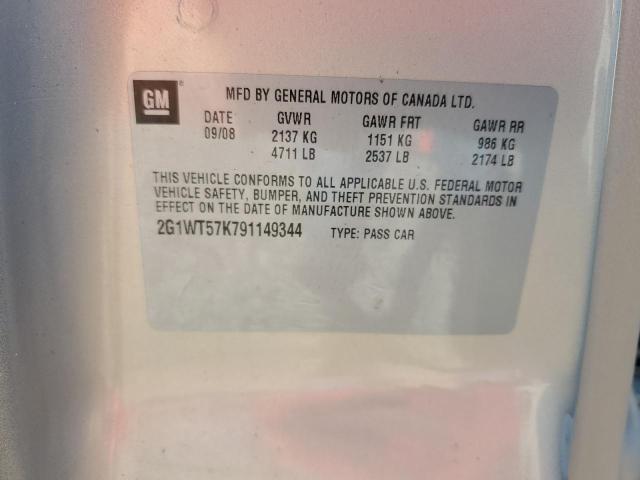 GM
MFD BY GENERAL MOTORS OF CANADA LTD.
DATE GVWR GAWR FRT GAWR RR
09/08 2137 KG 1151 KG 986 KG
4711 LB 2537 LB 2174 LB
THIS VEHICLE CONFORMS TO ALL APPLICABLE U.S. FEDERAL MOTOR
VEHICLE SAFETY, BUMPER, AND THEFT PREVENTION STANDARDS IN
EFFECT ON THE DATE OF MANUFACTURE SHOWN ABOVE.
2G1WT57K791149344 TYPE: PASS CAR